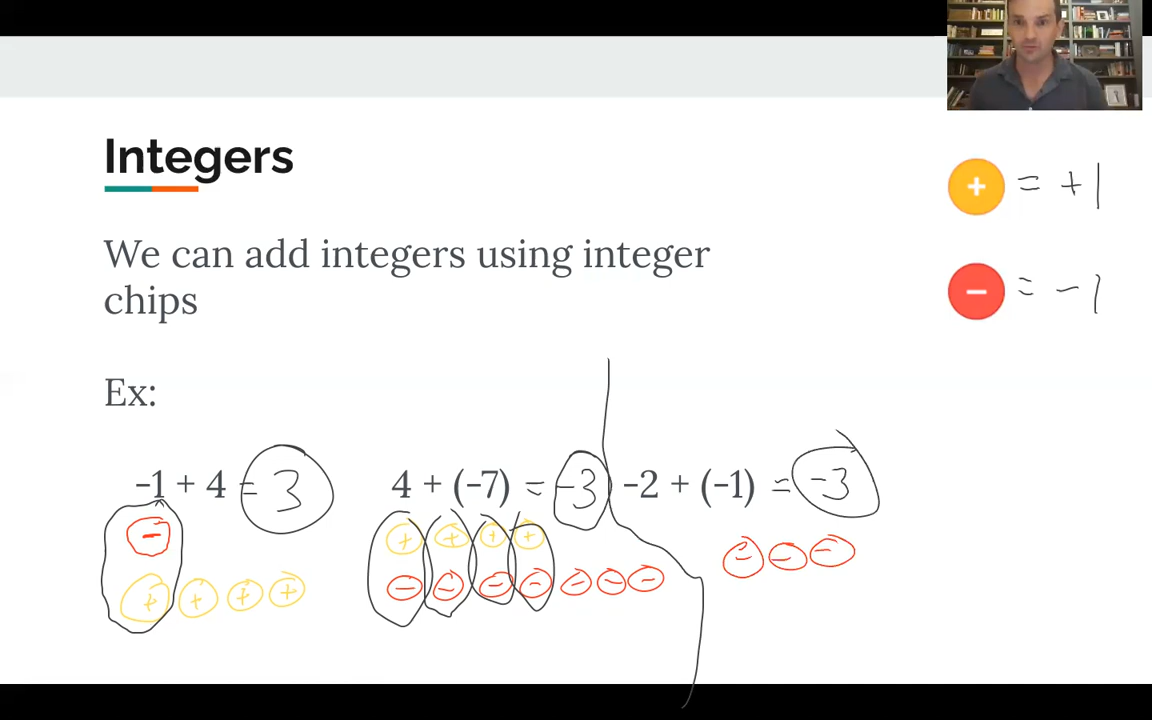 Integers
+ = +1
We can add integers using integer
chips
− = −1
Ex:
-1 + 4 = 3
4 + (-7) = -3
-2 + (-1) = -3
−
+ + + +
+ + + +
− − − − − − −
− − −